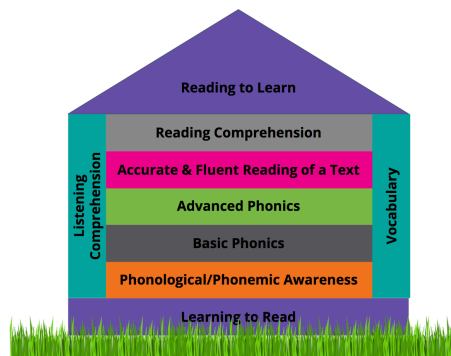 Reading to Learn
Reading Comprehension
Accurate & Fluent Reading of a Text
Advanced Phonics
Basic Phonics
Phonological/Phonemic Awareness
Listening
Comprehension
Vocabulary
Learning to Read